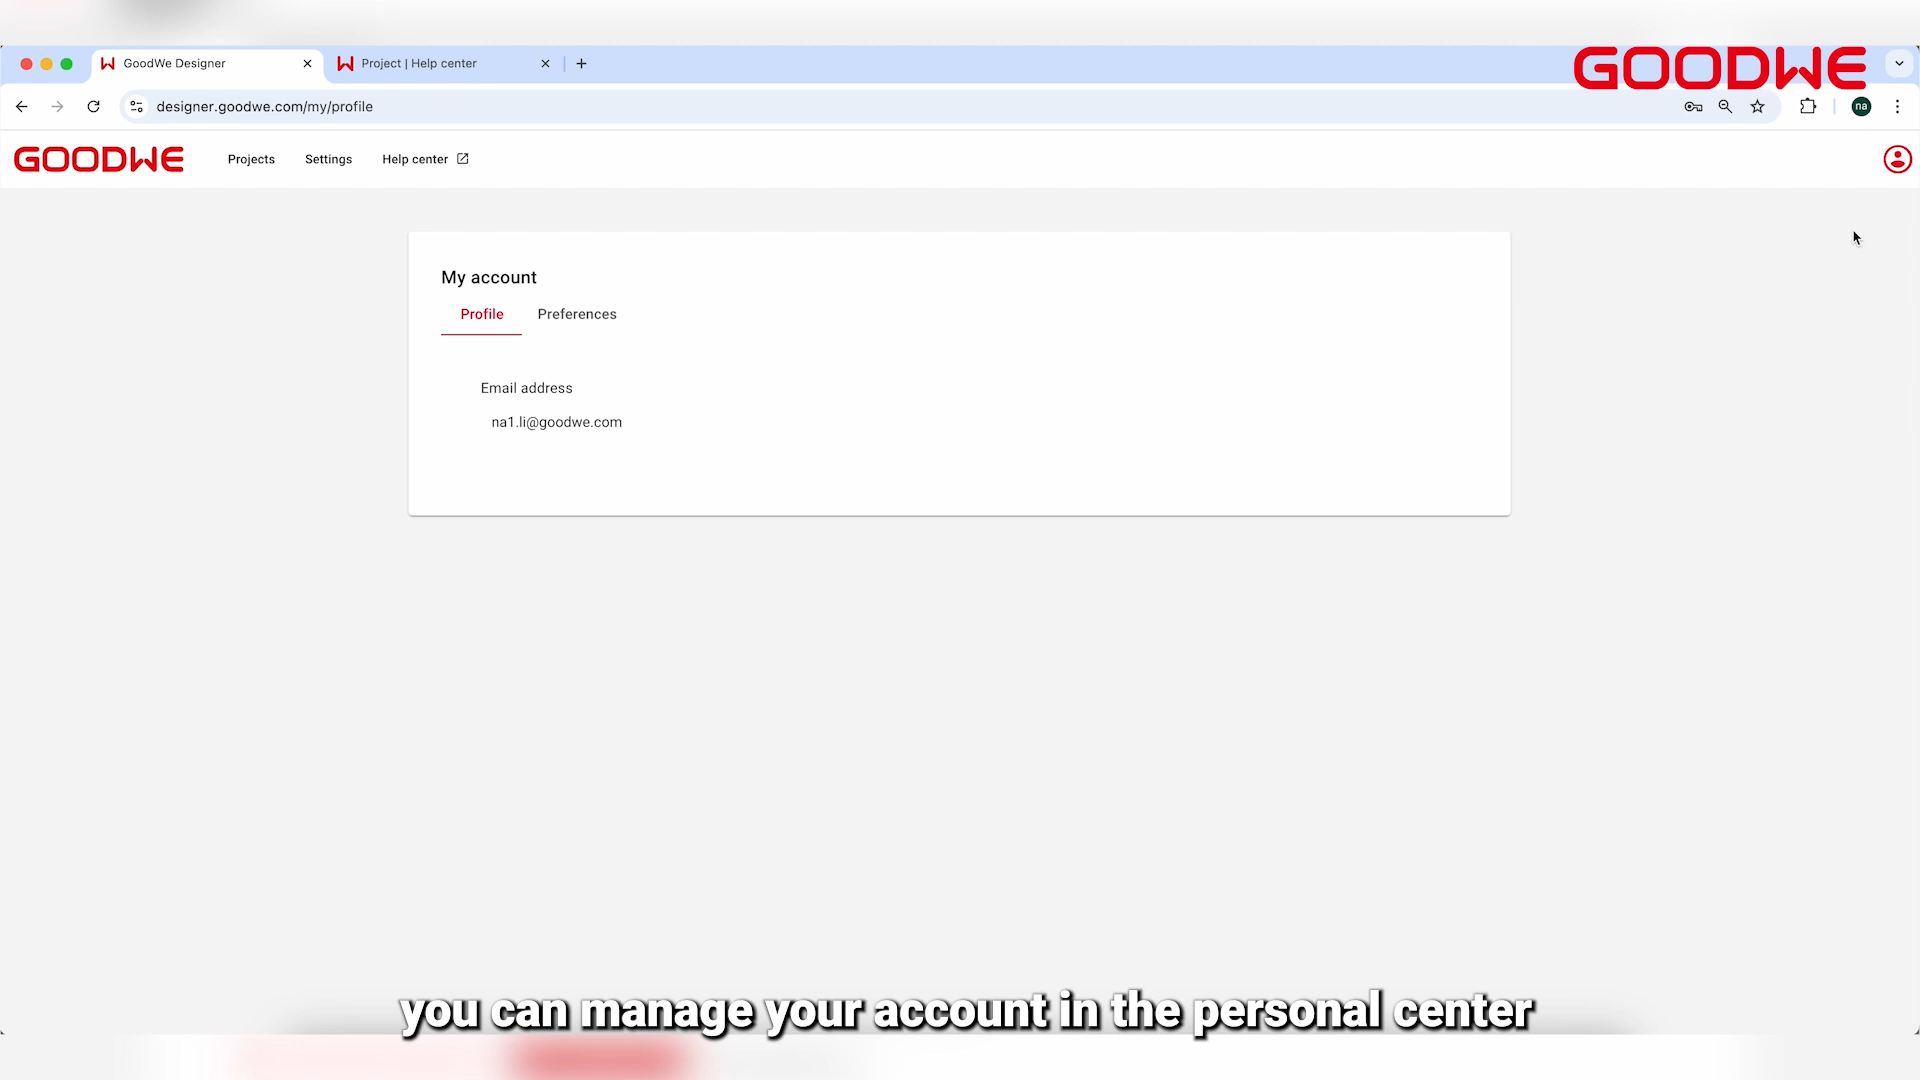 GoodWe Designer
Project | Help center
GOODWE
designer.goodwe.com/my/profile
na
GOODWE
Projects
Settings
Help center
My account
Profile
Preferences
Email address
na1.li@goodwe.com
you can manage your account in the personal center